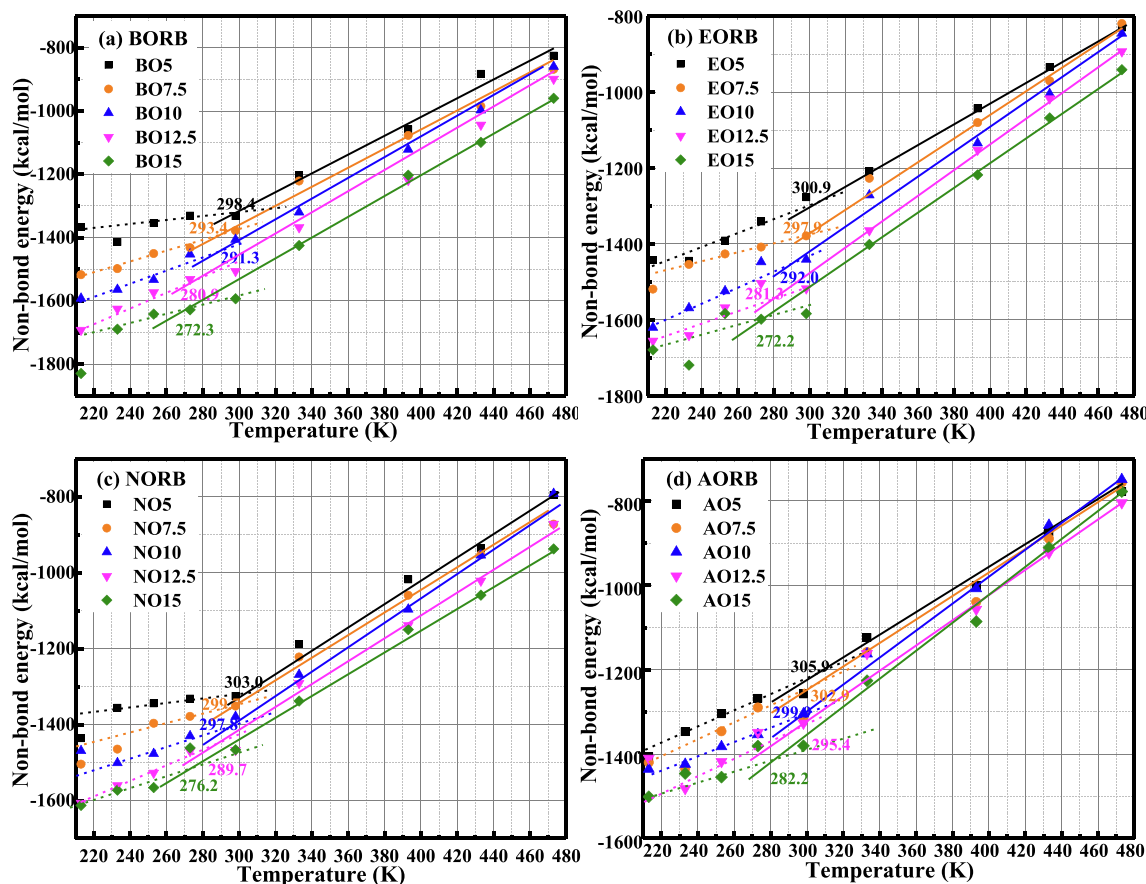 (a) BORB
BO5
BO7.5
BO10
BO12.5
BO15
298.4
293.4
291.3
280.9
272.3
-800
-1000
-1200
-1400
-1600
-1800
Non-bond energy (kcal/mol)
220 240 260 280 300 320 340 360 380 400 420 440 460 480
Temperature (K)
(b) EORB
EO5
EO7.5
EO10
EO12.5
EO15
300.9
297.9
292.0
281.3
272.2
-800
-1000
-1200
-1400
-1600
-1800
Non-bond energy (kcal/mol)
220 240 260 280 300 320 340 360 380 400 420 440 460 480
Temperature (K)
(c) NORB
NO5
NO7.5
NO10
NO12.5
NO15
303.0
297.8
289.7
276.2
-800
-1000
-1200
-1400
-1600
Non-bond energy (kcal/mol)
220 240 260 280 300 320 340 360 380 400 420 440 460 480
Temperature (K)
(d) AORB
AO5
AO7.5
AO10
AO12.5
AO15
305.9
302.9
295.4
282.2
-800
-1000
-1200
-1400
-1600
Non-bond energy (kcal/mol)
220 240 260 280 300 320 340 360 380 400 420 440 460 480
Temperature (K)